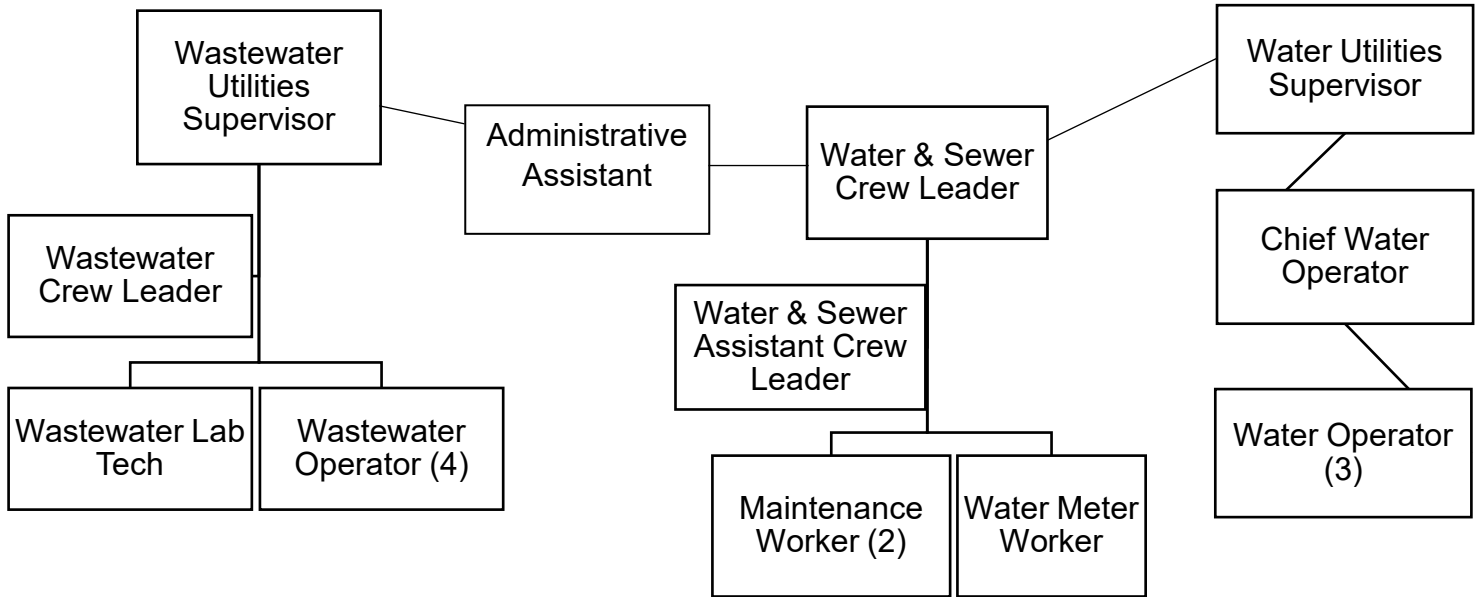 Wastewater
Utilities
Supervisor
Administrative
Assistant
Water & Sewer
Crew Leader
Water Utilities
Supervisor
Wastewater
Crew Leader
Water & Sewer
Assistant Crew
Leader
Chief Water
Operator
Wastewater Lab
Tech
Wastewater
Operator (4)
Maintenance
Worker (2)
Water Meter
Worker
Water Operator
(3)